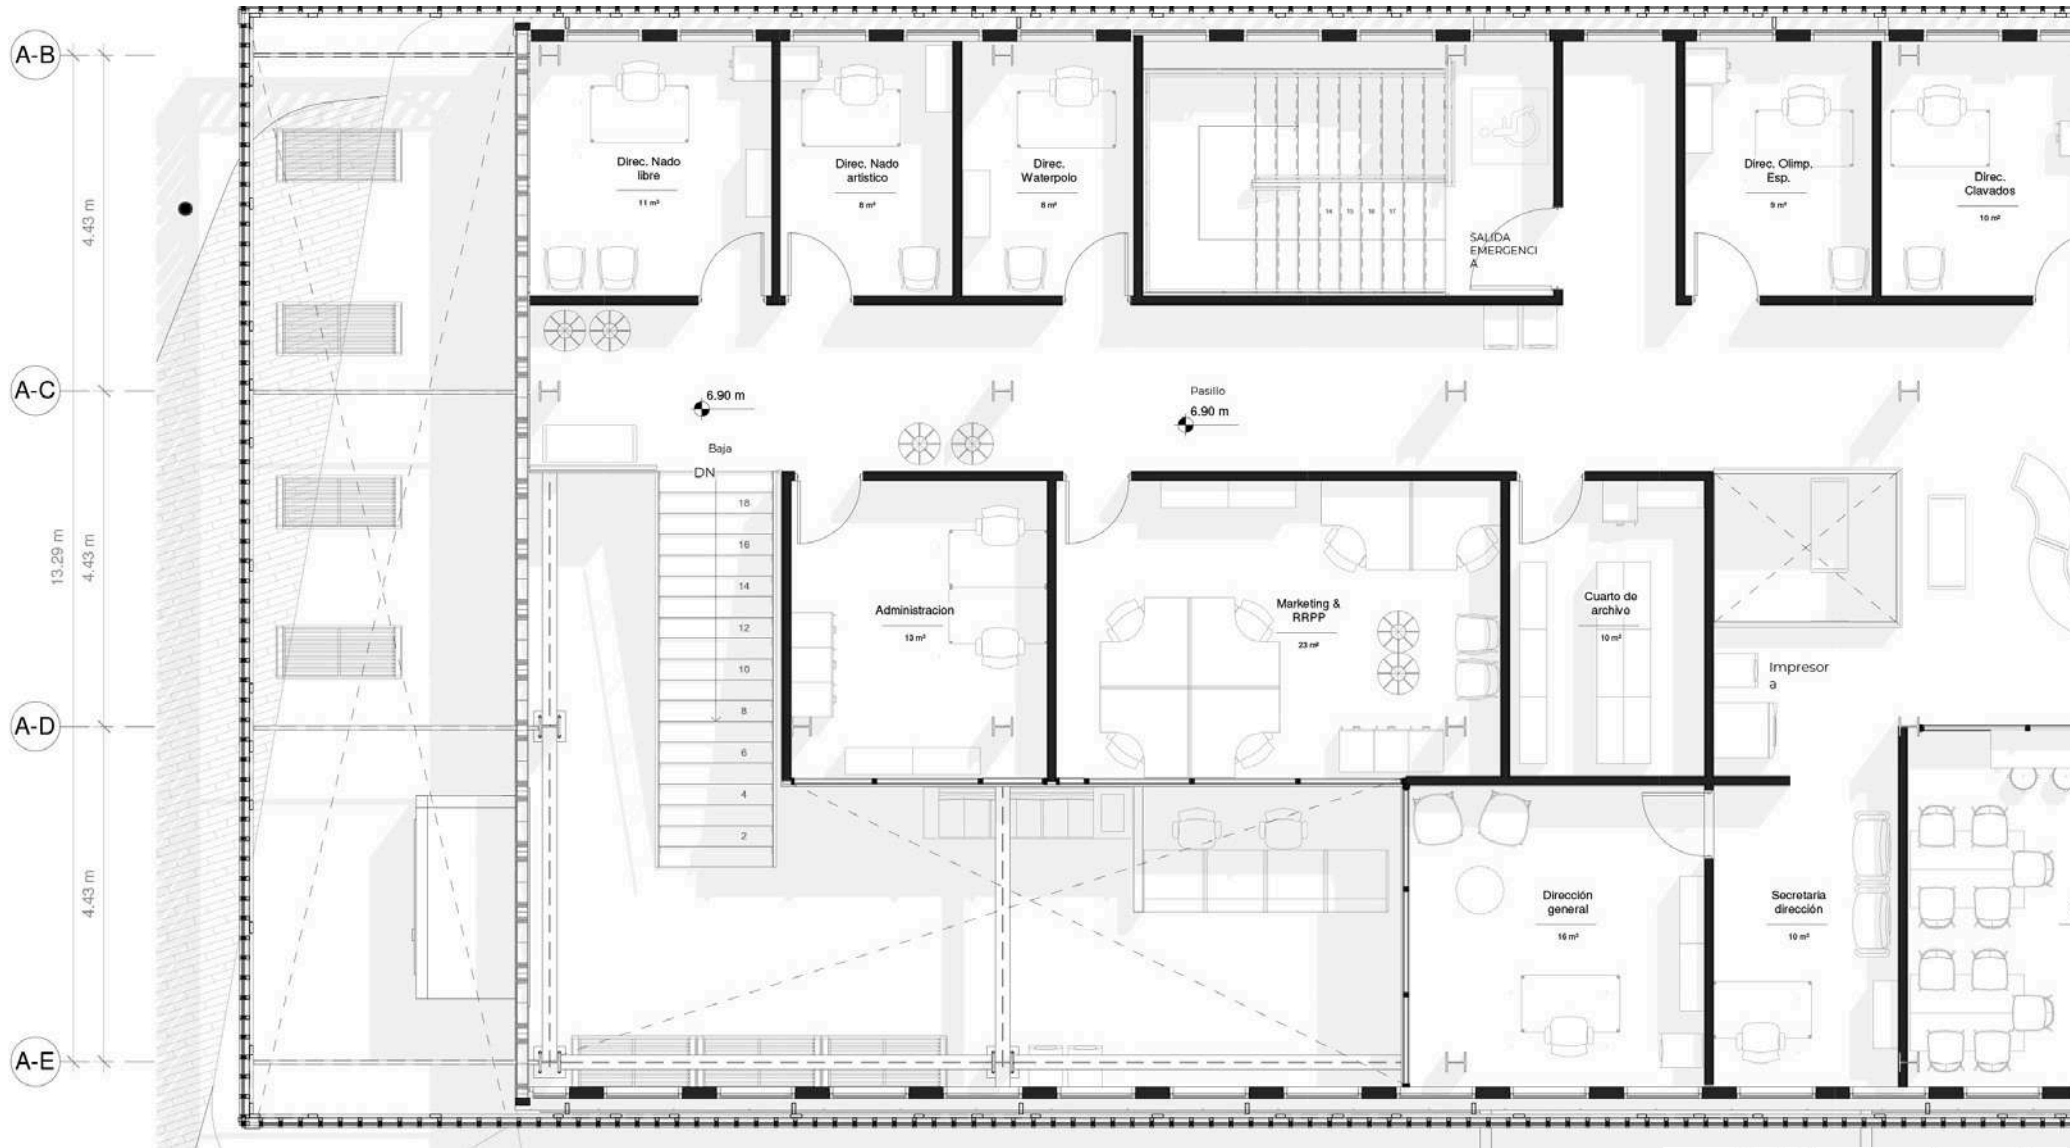 A-B
A-C
A-D
A-E
4.43 m
4.43 m
4.43 m
13.29 m
Direc. Nado
libre
11 m²
Direc. Nado
artistico
8 m²
Direc.
Waterpolo
8 m²
14 15 16 17
SALIDA
EMERGENCI
A
Direc. Olimp.
Esp.
9 m²
Direc.
Clavados
10 m²
6.90 m
Pasillo
6.90 m
Baja
DN
18
16
14
12
10
8
6
4
2
Administracion
13 m²
Marketing &
RRPP
23 m²
Cuarto de
archivo
10 m²
Impresor
a
Dirección
general
16 m²
Secretaria
dirección
10 m²